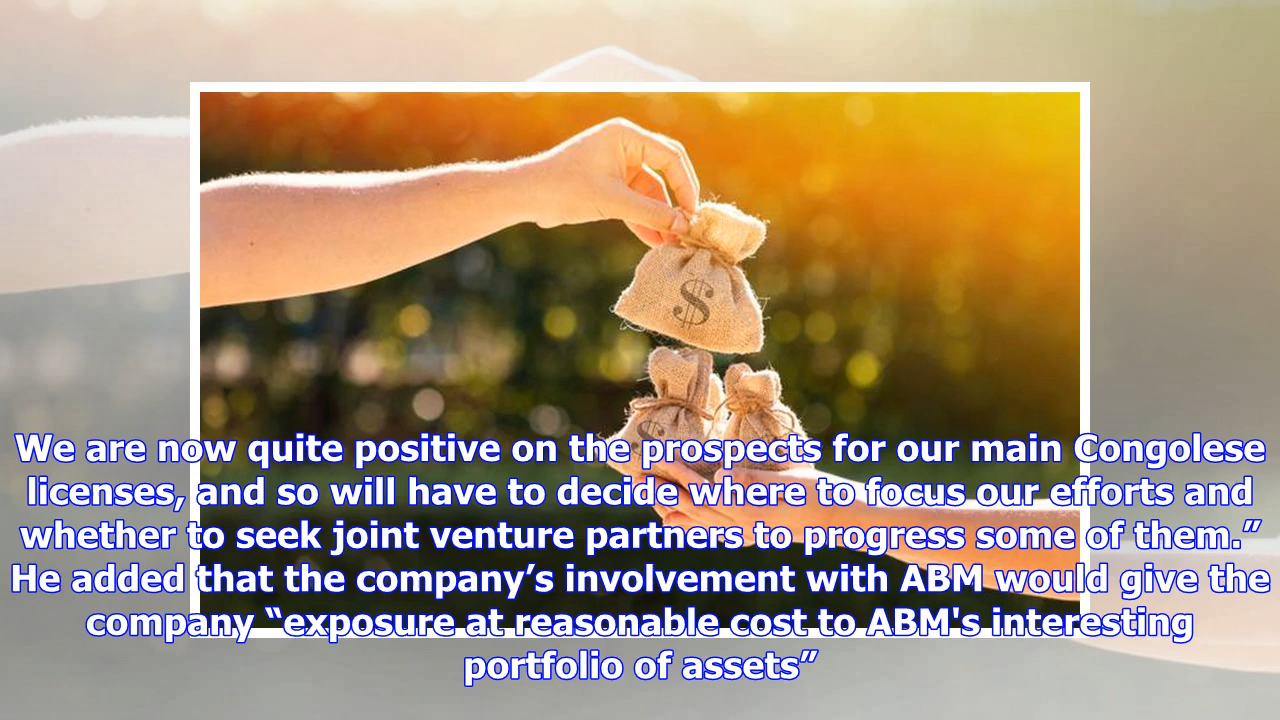 $
$
We are now quite positive on the prospects for our main Congolese
licenses, and so will have to decide where to focus our efforts and
whether to seek joint venture partners to progress some of them.”
He added that the company’s involvement with ABM would give the
company “exposure at reasonable cost to ABM's interesting
portfolio of assets”